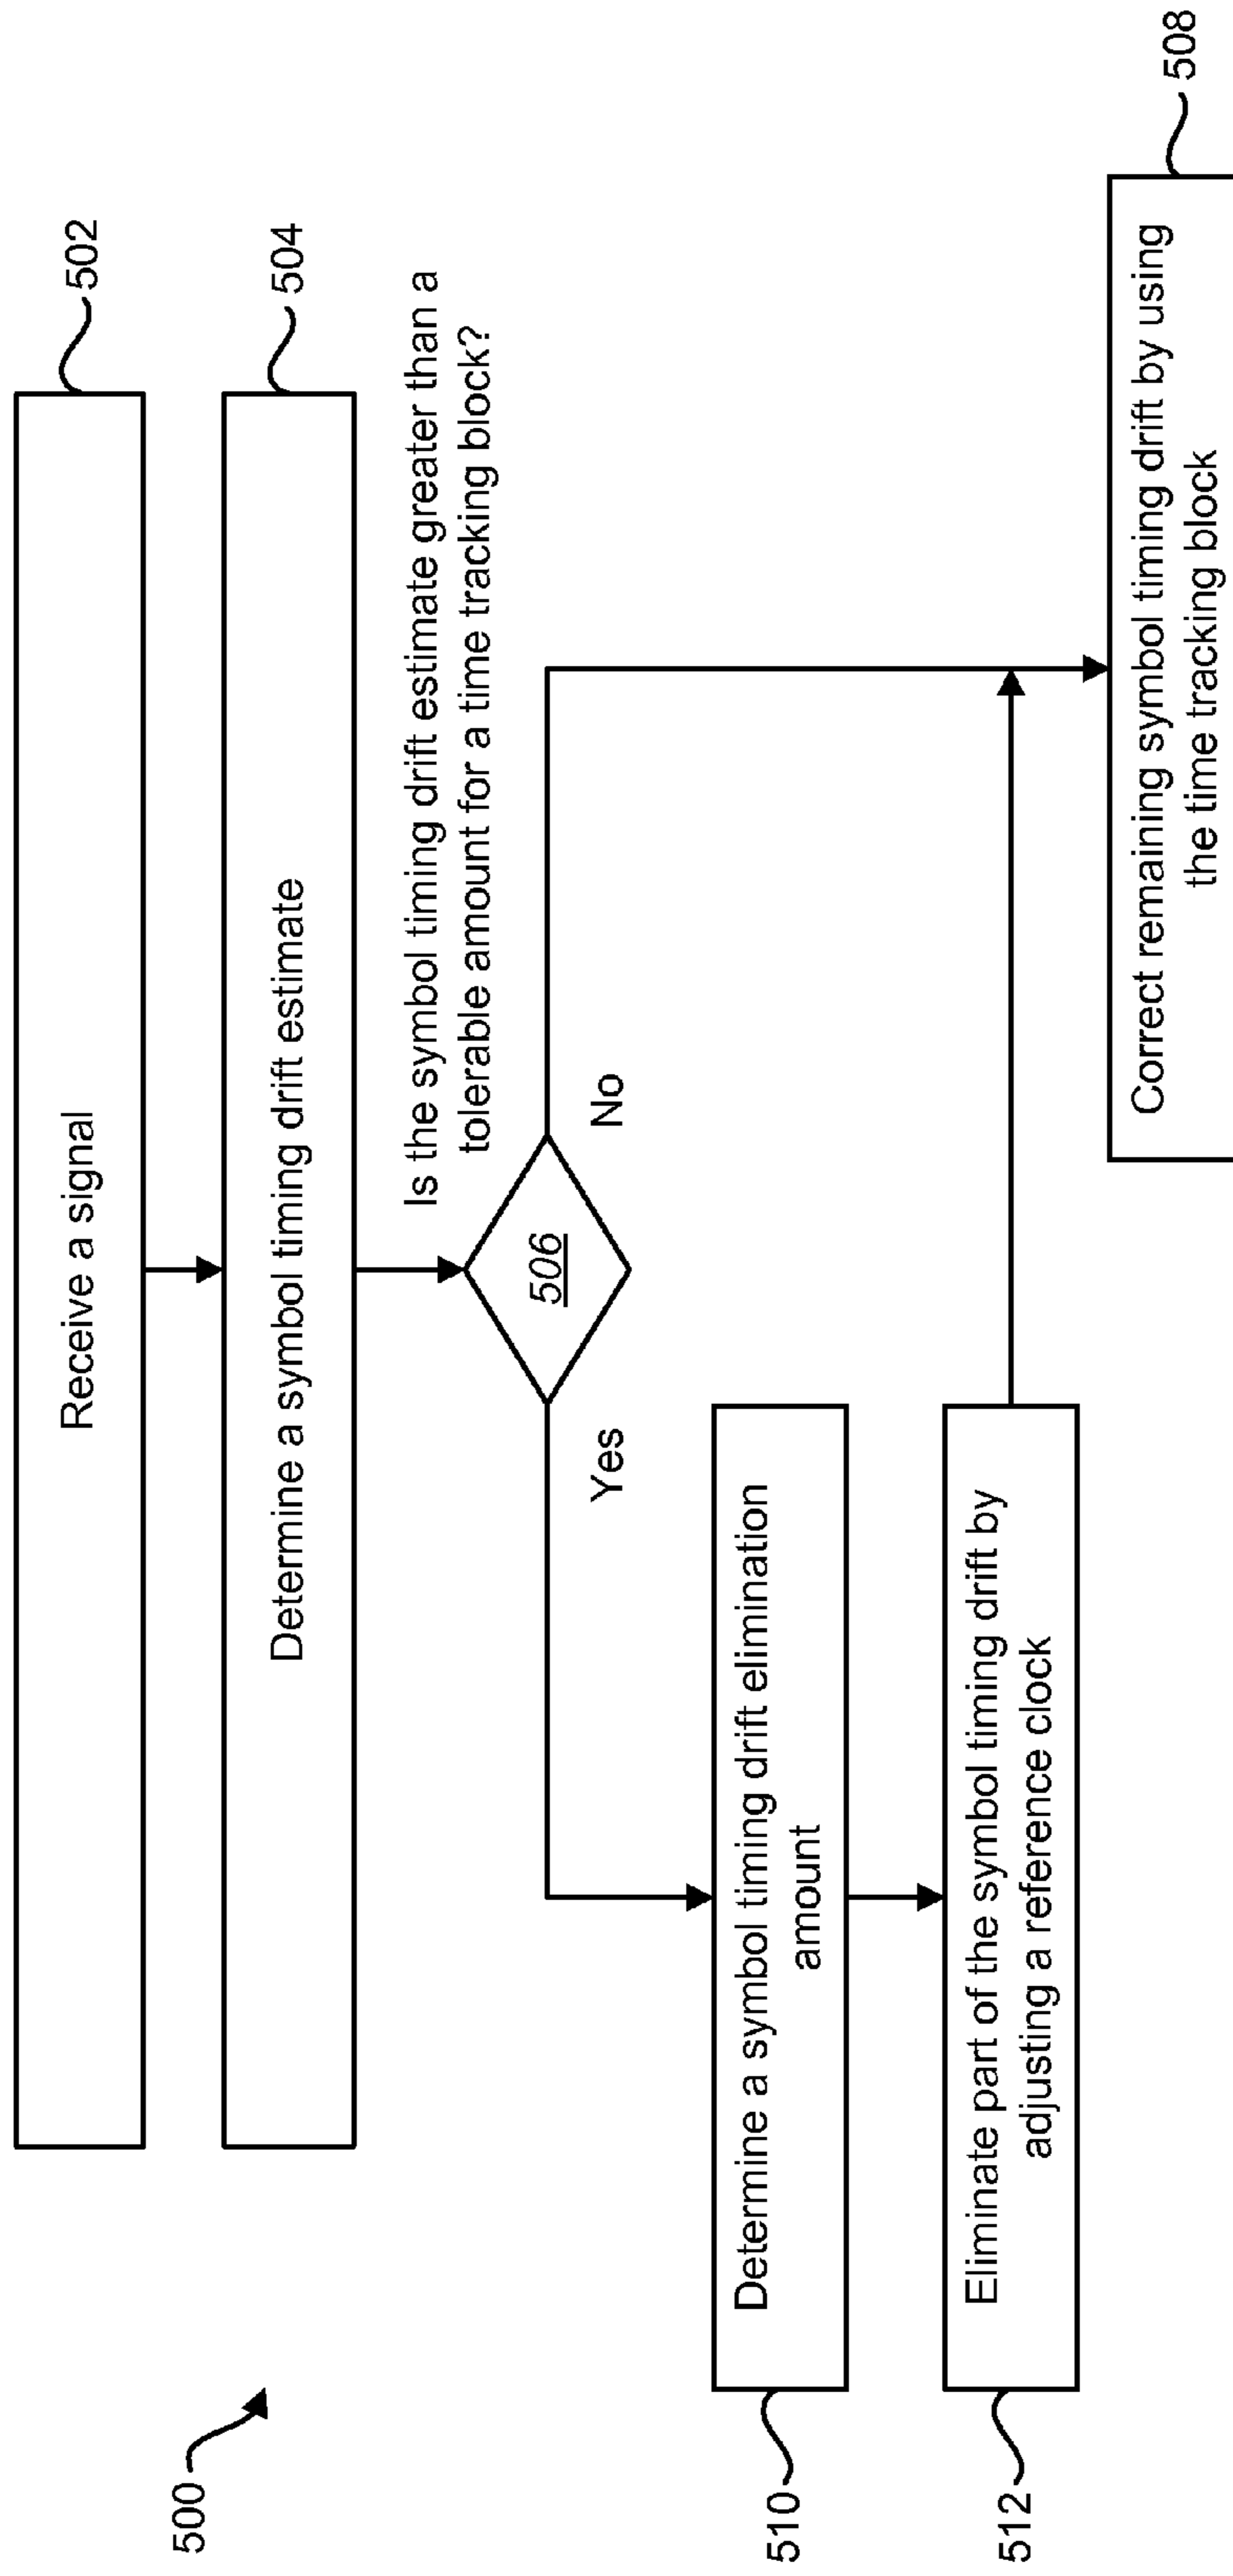 500
502
Receive a signal
504
Determine a symbol timing drift estimate
Is the symbol timing drift estimate greater than a
tolerable amount for a time tracking block?
506
Yes
No
510
Determine a symbol timing drift elimination
amount
512
Eliminate part of the symbol timing drift by
adjusting a reference clock
508
Correct remaining symbol timing drift by using
the time tracking block